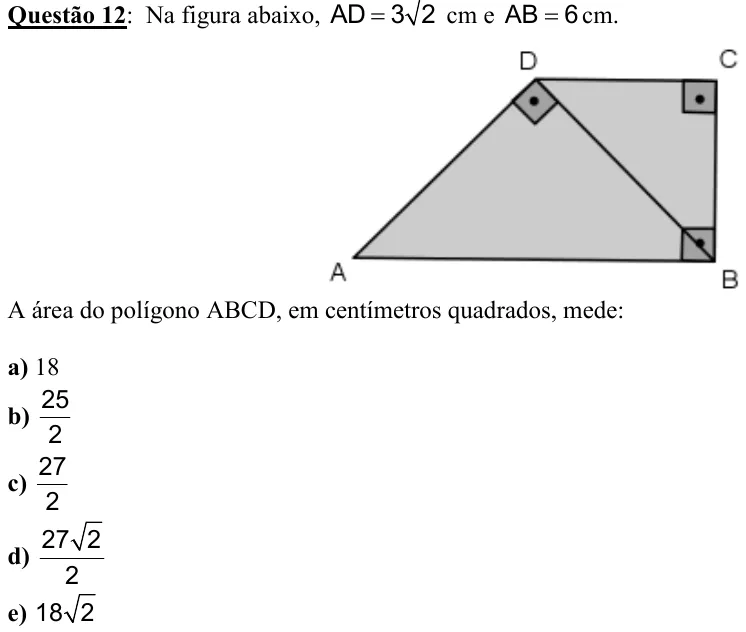 Questão 12: Na figura abaixo, AD = 3√2 cm e AB = 6 cm.
D
C
A
B
A área do polígono ABCD, em centímetros quadrados, mede:
a) 18
b) 25/2
c) 27/2
d) 27√2/2
e) 18√2